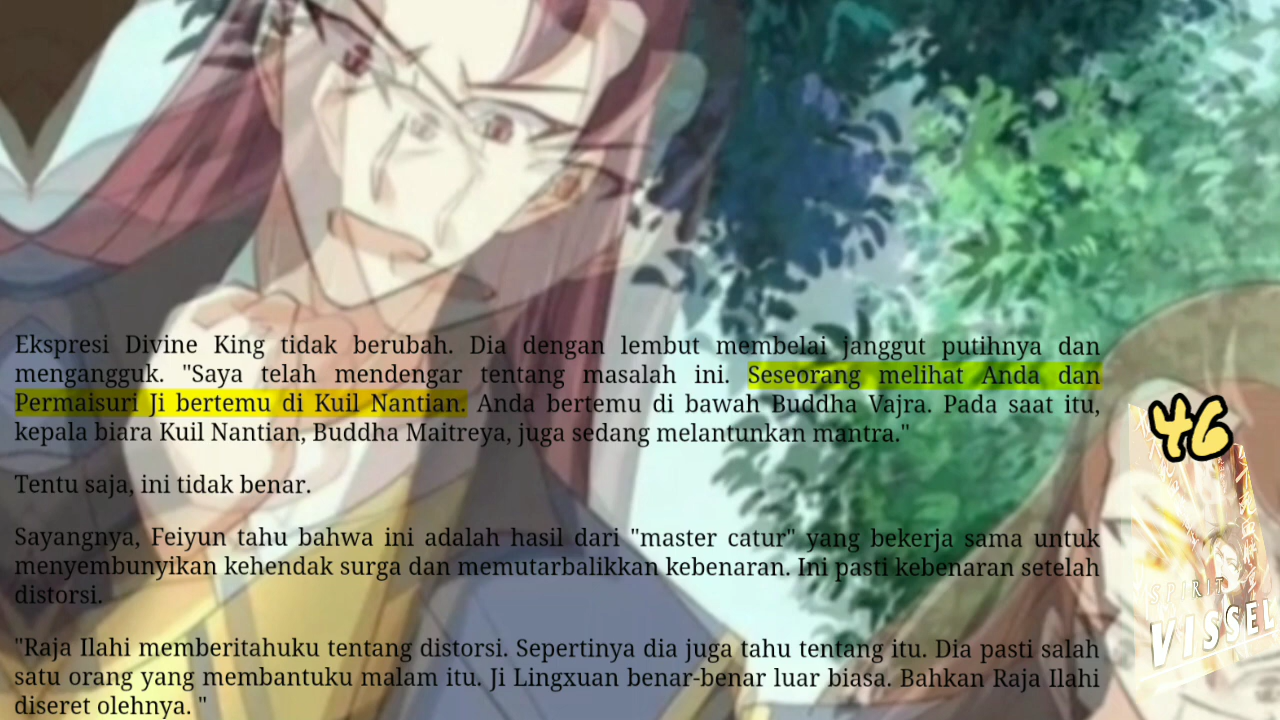 Ekspresi Divine King tidak berubah. Dia dengan lembut membelai janggut putihnya dan
mengangguk. "Saya telah mendengar tentang masalah ini. Seseorang melihat Anda dan
Permaisuri Ji bertemu di Kuil Nantian. Anda bertemu di bawah Buddha Vajra. Pada saat itu,
kepala biara Kuil Nantian, Buddha Maitreya, juga sedang melantunkan mantra."
Tentu saja, ini tidak benar.
Sayangnya, Feiyun tahu bahwa ini adalah hasil dari "master catur" yang bekerja sama untuk
menyembunyikan kehendak surga dan memutarbalikkan kebenaran. Ini pasti kebenaran setelah
distorsi.
"Raja Ilahi memberitahuku tentang distorsi. Sepertinya dia juga tahu tentang itu. Dia pasti salah
satu orang yang membantuku malam itu. Ji Lingxuan benar-benar luar biasa. Bahkan Raja Ilahi
diseret olehnya. "
46
SPIRIT
VISSEL